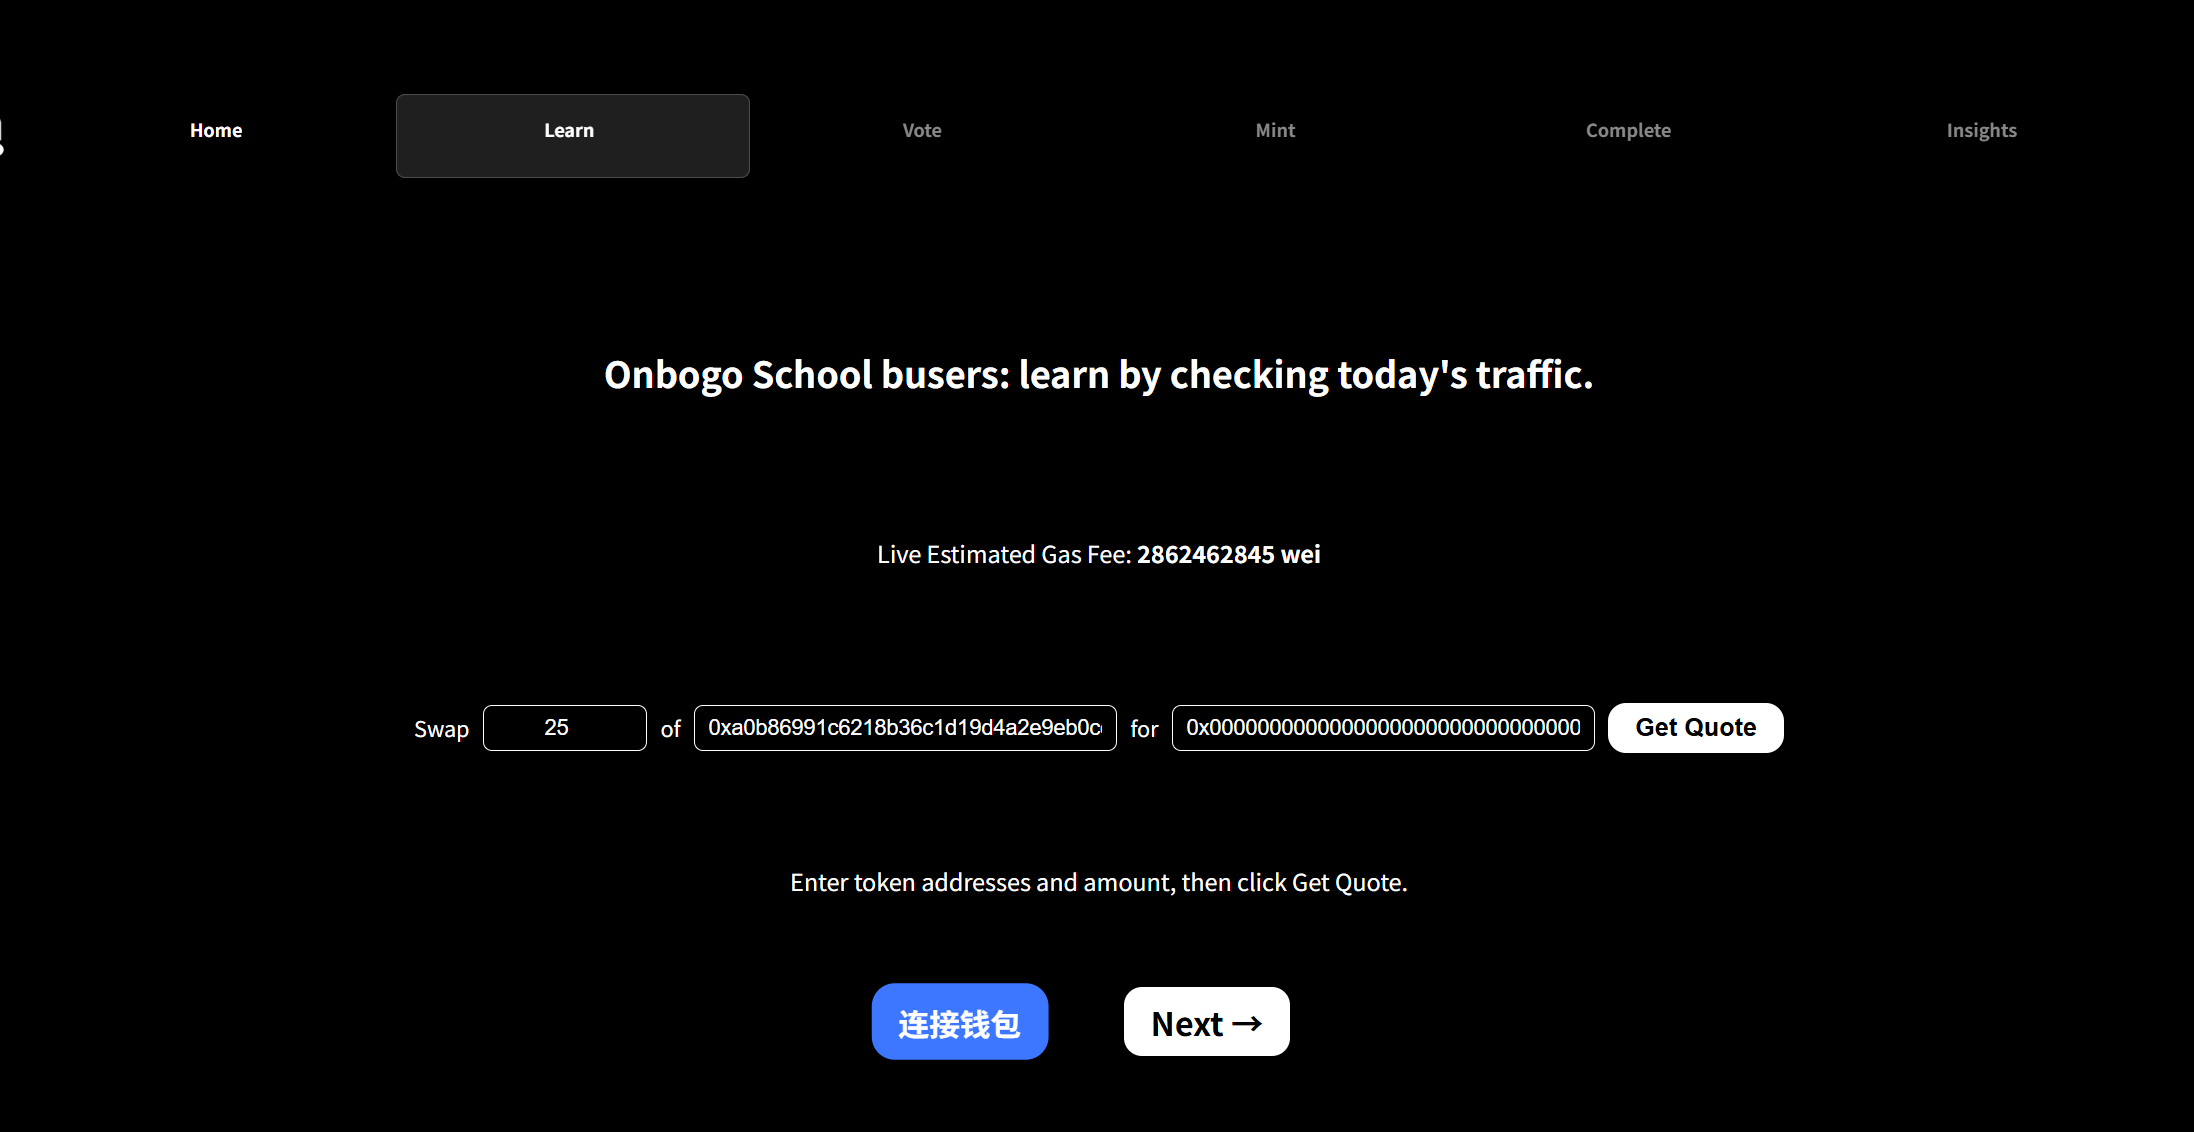 Home Learn Vote Mint Complete Insights
Onbogo School busers: learn by checking today's traffic.
Live Estimated Gas Fee: 2862462845 wei
Swap 25 of 0xa0b86991c6218b36c1d19d4a2e9eb0c for 0x00000000000000000000000000000000 Get Quote
Enter token addresses and amount, then click Get Quote.
连接钱包 Next →